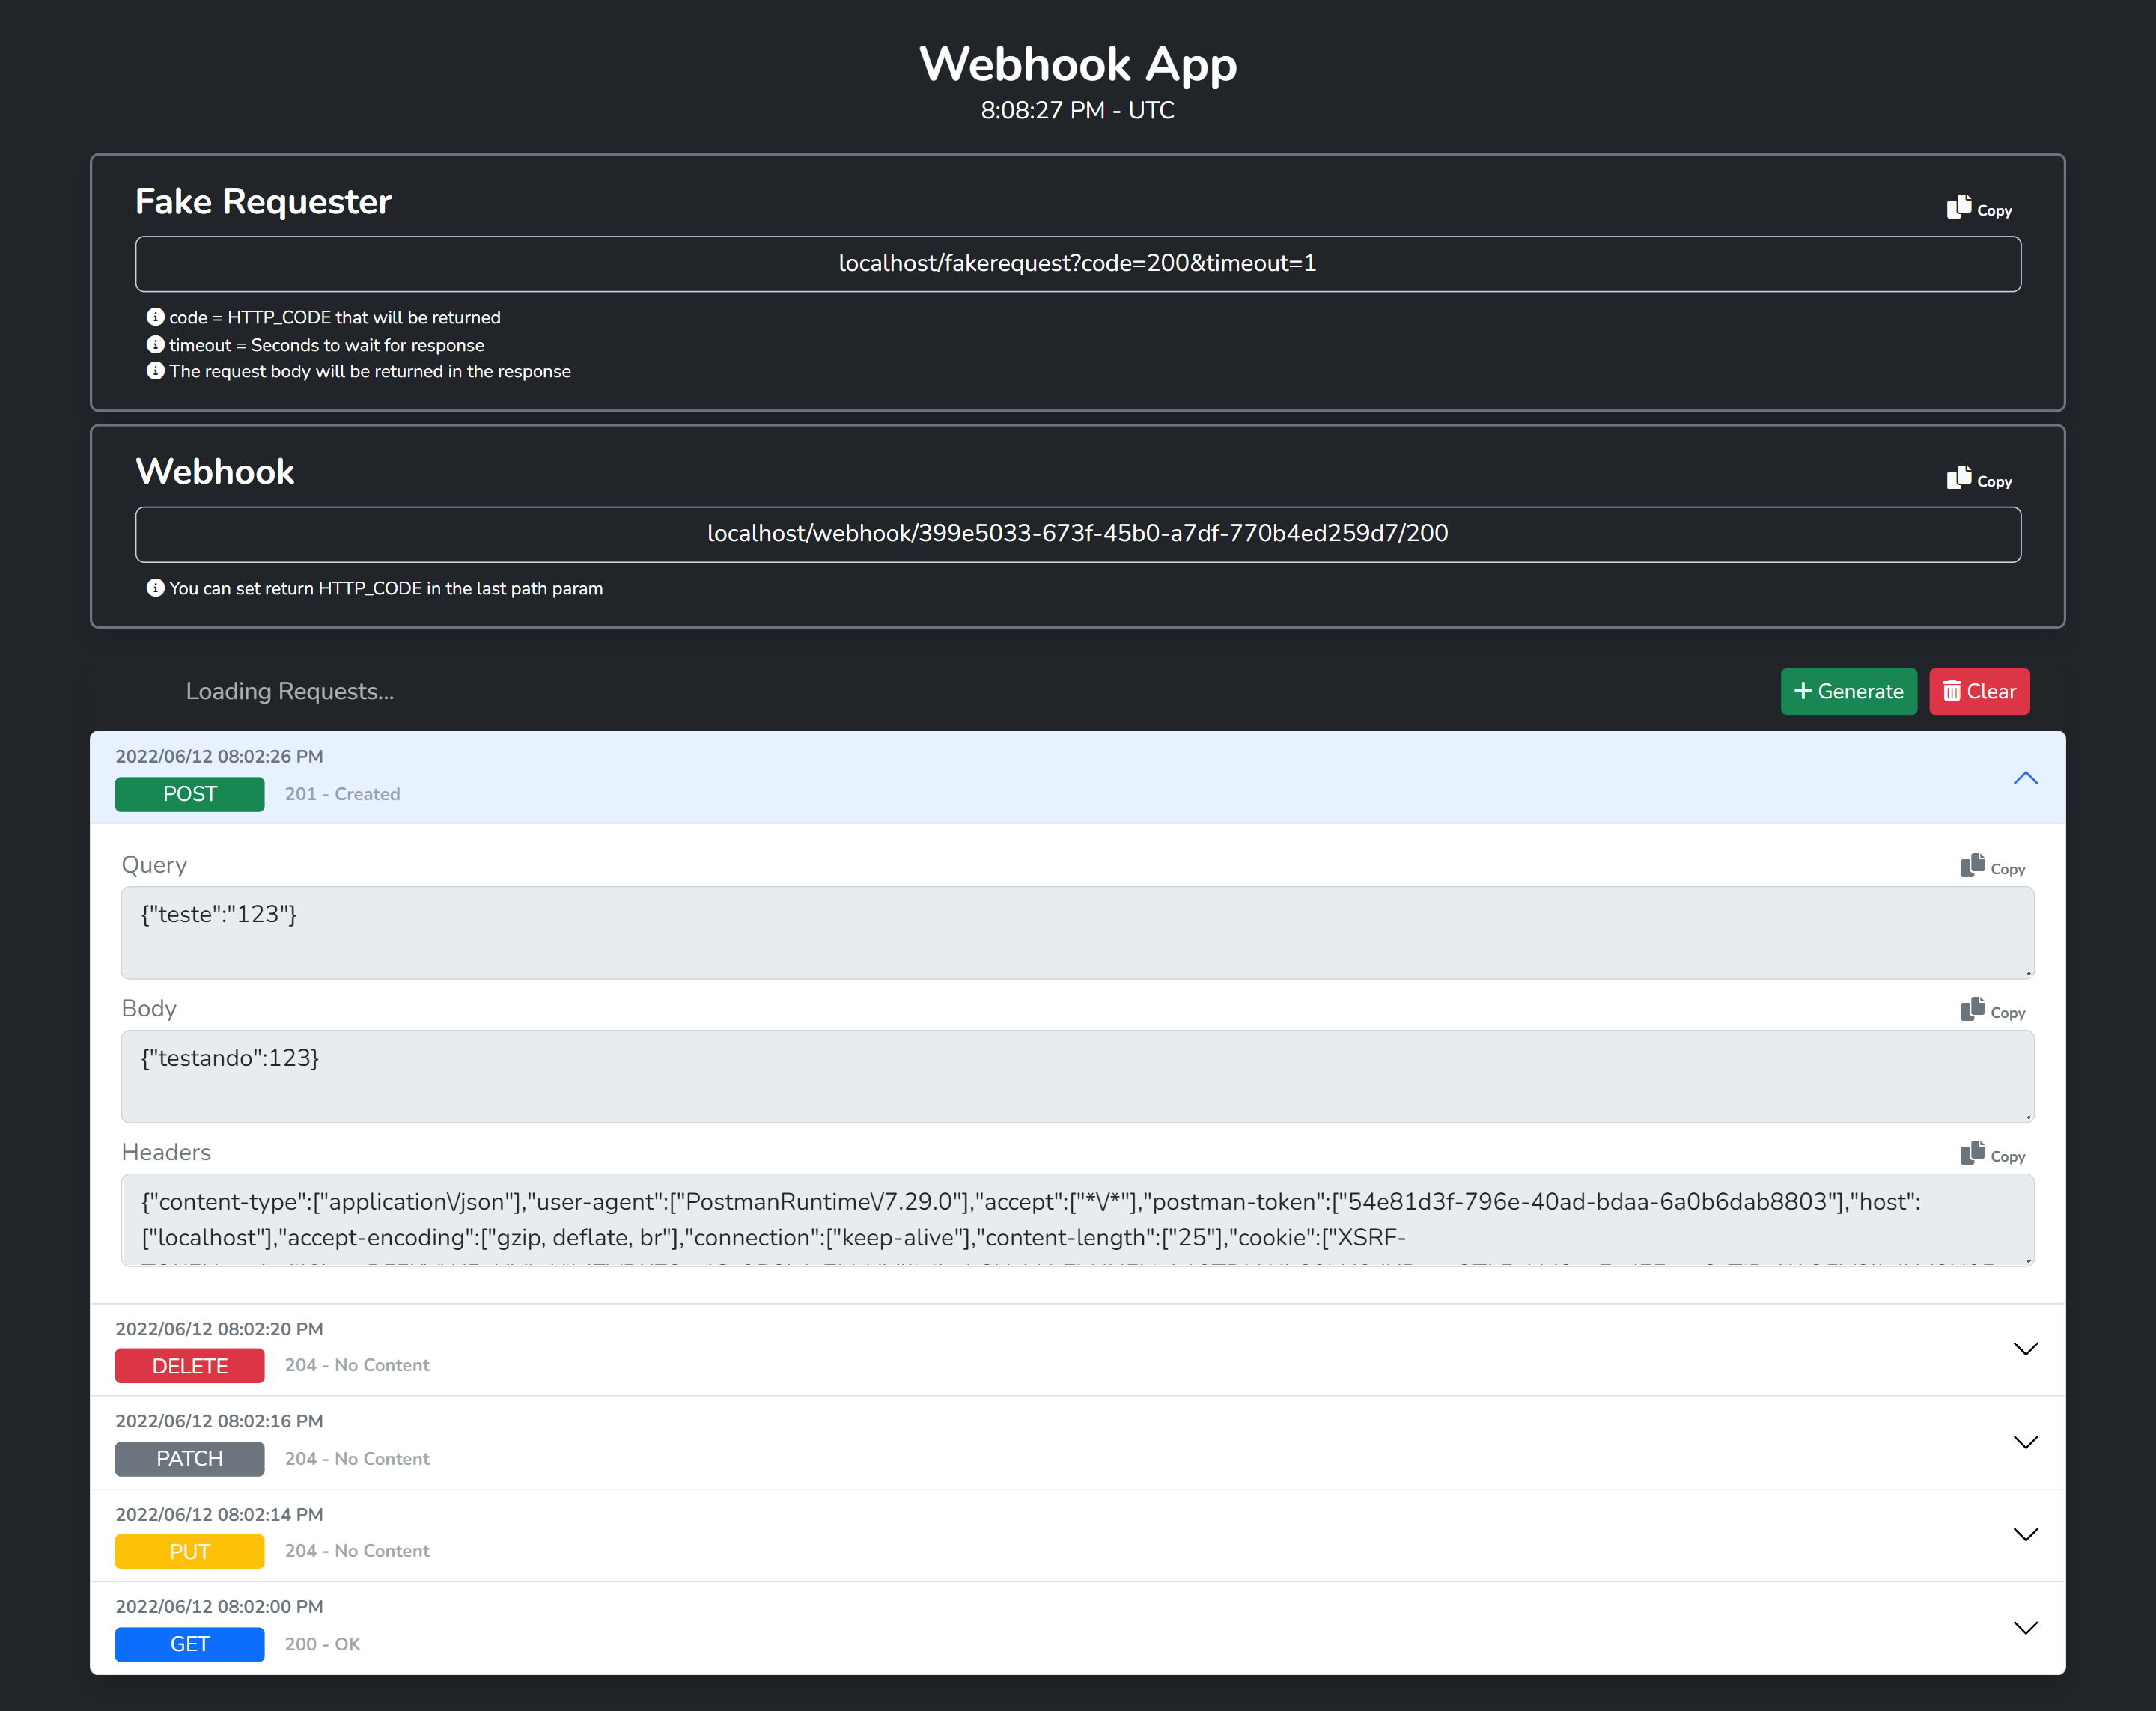 Webhook App
8:08:27 PM - UTC
Fake Requester
Copy
localhost/fakerequest?code=200&timeout=1
code = HTTP_CODE that will be returned
timeout = Seconds to wait for response
The request body will be returned in the response
Webhook
Copy
localhost/webhook/399e5033-673f-45b0-a7df-770b4ed259d7/200
You can set return HTTP_CODE in the last path param
Loading Requests...
Generate
Clear
2022/06/12 08:02:26 PM
POST 201 - Created
Query
Copy
{"teste":"123"}
Body
Copy
{"testando":123}
Headers
Copy
{"content-type":["application\/json"],"user-agent":["PostmanRuntime\/7.29.0"],"accept":["*\/*"],"postman-token":["54e81d3f-796e-40ad-bdaa-6a0b6dab8803"],"host":
["localhost"],"accept-encoding":["gzip, deflate, br"],"connection":["keep-alive"],"content-length":["25"],"cookie":["XSRF-
2022/06/12 08:02:20 PM
DELETE 204 - No Content
2022/06/12 08:02:16 PM
PATCH 204 - No Content
2022/06/12 08:02:14 PM
PUT 204 - No Content
2022/06/12 08:02:00 PM
GET 200 - OK